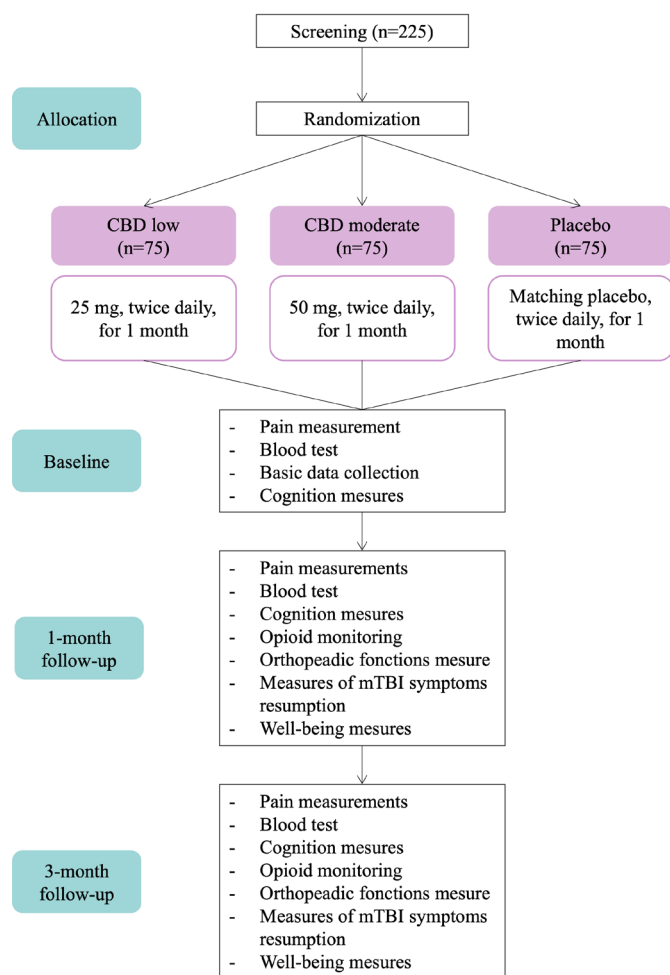 Screening (n=225)
Allocation
Randomization
CBD low
(n=75)
CBD moderate
(n=75)
Placebo
(n=75)
25 mg, twice daily,
for 1 month
50 mg, twice daily,
for 1 month
Matching placebo,
twice daily, for 1
month
Baseline
- Pain measurement
- Blood test
- Basic data collection
- Cognition mesures
1-month
follow-up
- Pain measurements
- Blood test
- Cognition mesures
- Opioid monitoring
- Orthopeadic fonctions mesure
- Measures of mTBI symptoms
resumption
- Well-being mesures
3-month
follow-up
- Pain measurements
- Blood test
- Cognition mesures
- Opioid monitoring
- Orthopeadic fonctions mesure
- Measures of mTBI symptoms
resumption
- Well-being mesures